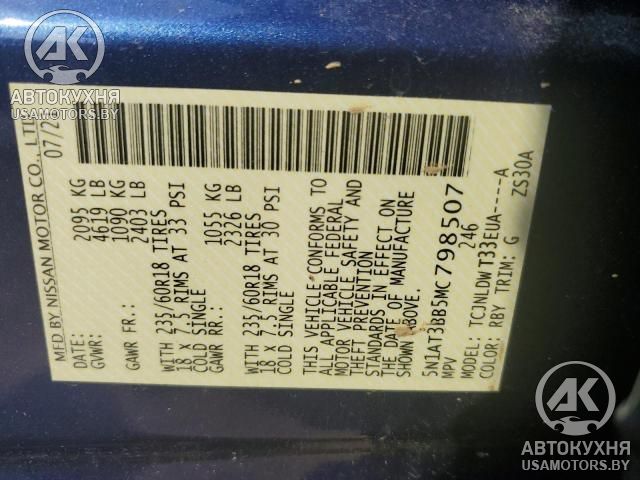 АВТОКУХНЯ
USAMOTORS.BY
MFD BY NISSAN MOTOR CO., LTD
DATE: 07/2
GVWR: 2095 KG
4619 LB
GAWR FR.: 1090 KG
2403 LB
WITH 235/60R18 TIRES
18 X 7.5 RIMS AT 33 PSI
COLD SINGLE
GAWR RR.: 1055 KG
2326 LB
WITH 235/60R18 TIRES
18 X 7.5 RIMS AT 30 PSI
COLD SINGLE
THIS VEHICLE CONFORMS TO
ALL APPLICABLE FEDERAL
MOTOR VEHICLE SAFETY AND
THEFT PREVENTION
STANDARDS IN EFFECT ON
THE DATE OF MANUFACTURE
SHOWN ABOVE.
5N1AT3BB5MC798507
MPV 246
MODEL: TCJNLDWT33EUA----A
COLOR: RBY TRIM: G ZS30A
АВТОКУХНЯ
USAMOTORS.BY